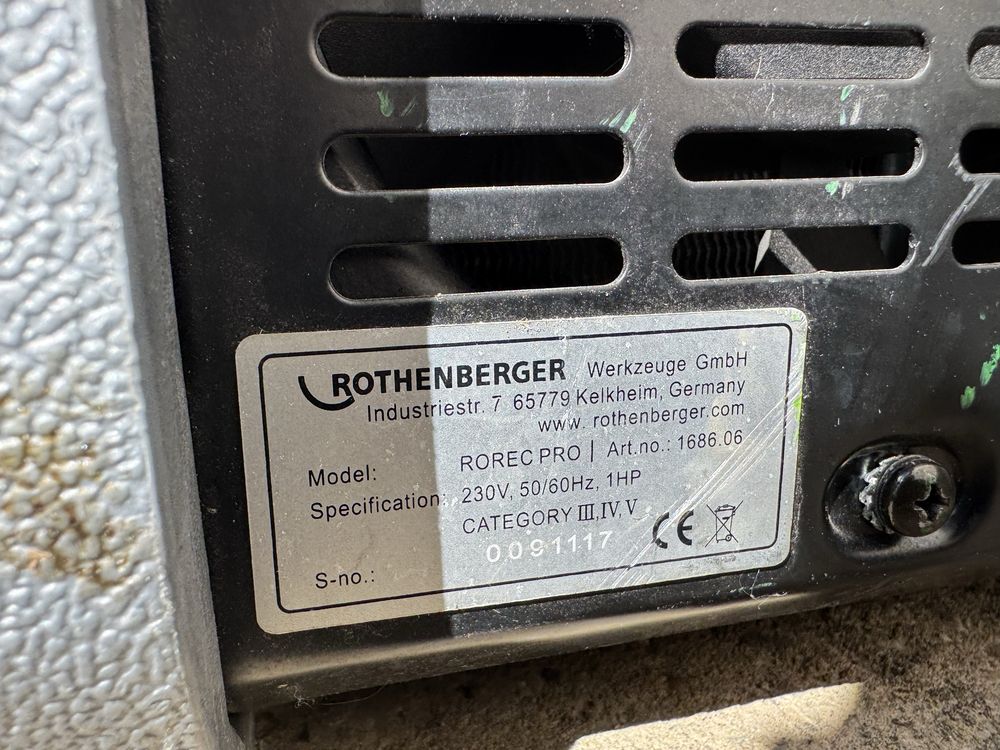 ROTHENBERGER Werkzeuge GmbH
Industriestr. 7 65779 Kelkheim, Germany
www. rothenberger.com
Model: ROREC PRO | Art.no.: 1686.06
Specification: 230V, 50/60Hz, 1HP
CATEGORY III,IV,V
CE
S-no.: 0091117